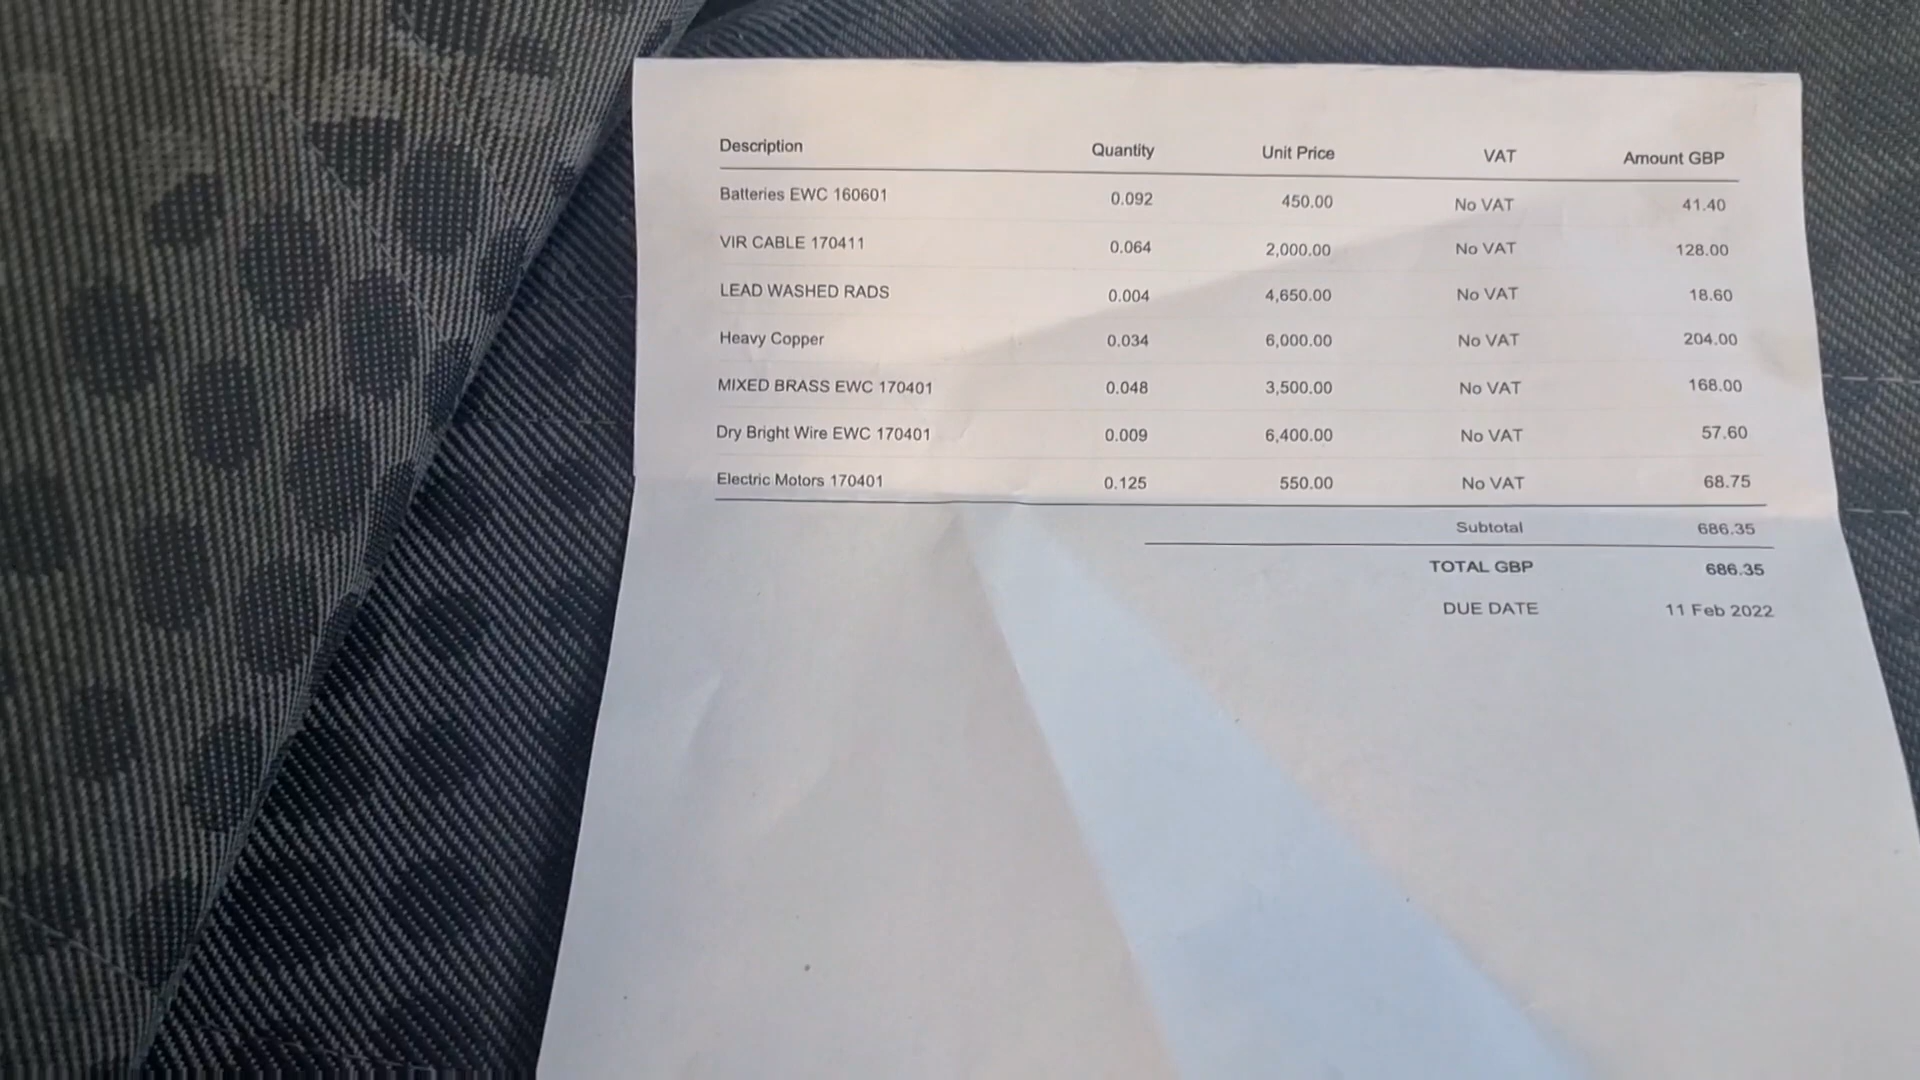 Description Quantity Unit Price VAT Amount GBP
Batteries EWC 160601 0.092 450.00 No VAT 41.40
VIR CABLE 170411 0.064 2,000.00 No VAT 128.00
LEAD WASHED RADS 0.004 4,650.00 No VAT 18.60
Heavy Copper 0.034 6,000.00 No VAT 204.00
MIXED BRASS EWC 170401 0.048 3,500.00 No VAT 168.00
Dry Bright Wire EWC 170401 0.009 6,400.00 No VAT 57.60
Electric Motors 170401 0.125 550.00 No VAT 68.75
Subtotal 686.35
TOTAL GBP 686.35
DUE DATE 11 Feb 2022